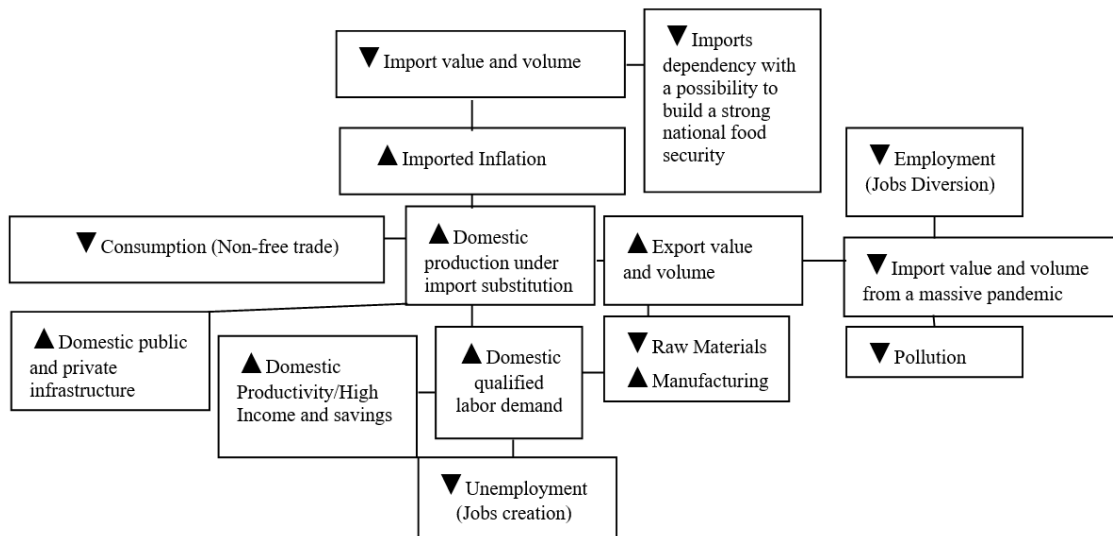 ▼ Import value and volume
▼ Imports
dependency with
a possibility to
build a strong
national food
security
▲ Imported Inflation
▼ Employment
(Jobs Diversion)
▼ Consumption (Non-free trade)
▲ Domestic
production under
import substitution
▲ Export value
and volume
▼ Import value and volume
from a massive pandemic
▲ Domestic public
and private
infrastructure
▲ Domestic
Productivity/High
Income and savings
▲ Domestic
qualified
labor demand
▼ Raw Materials
▲ Manufacturing
▼ Pollution
▼ Unemployment
(Jobs creation)